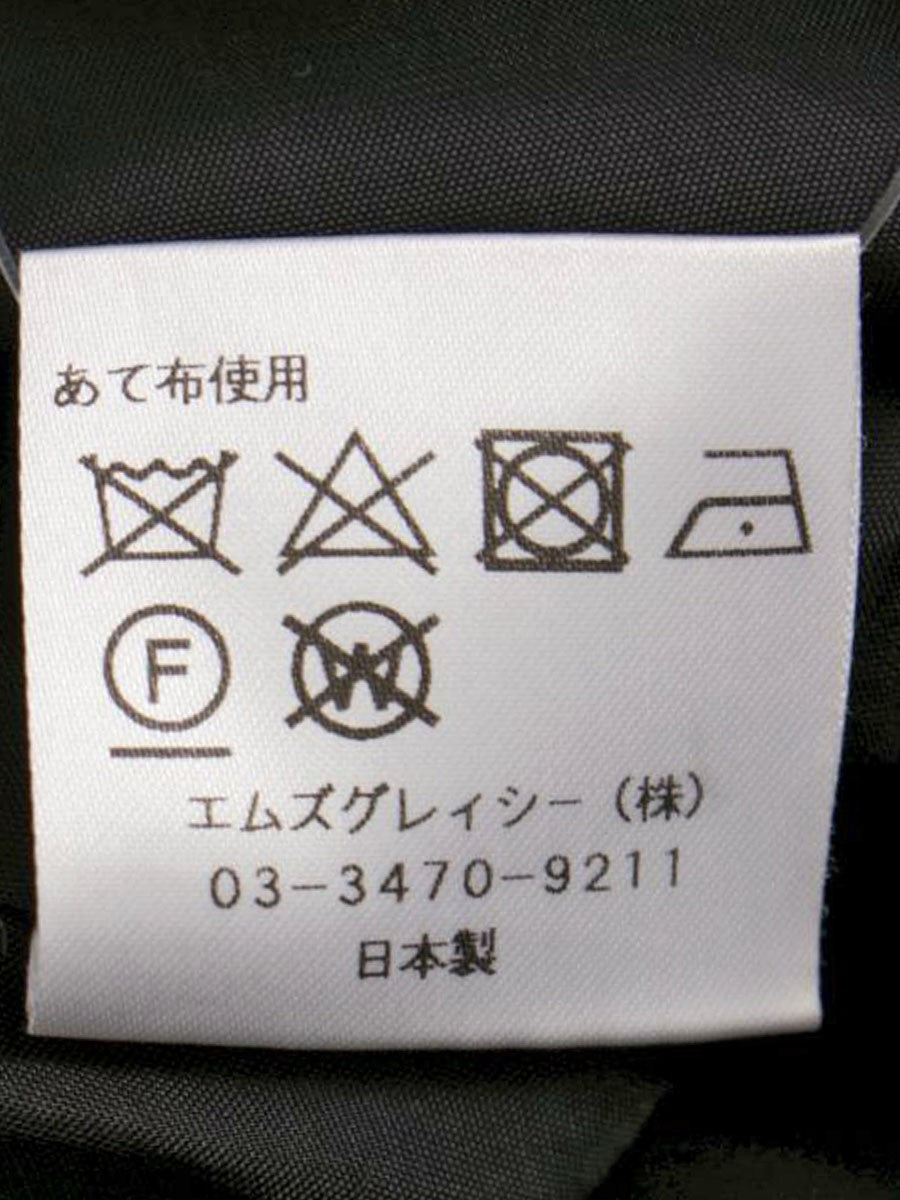 あて布使用
F W
エムズグレイシー（株）
03-3470-9211
日本製